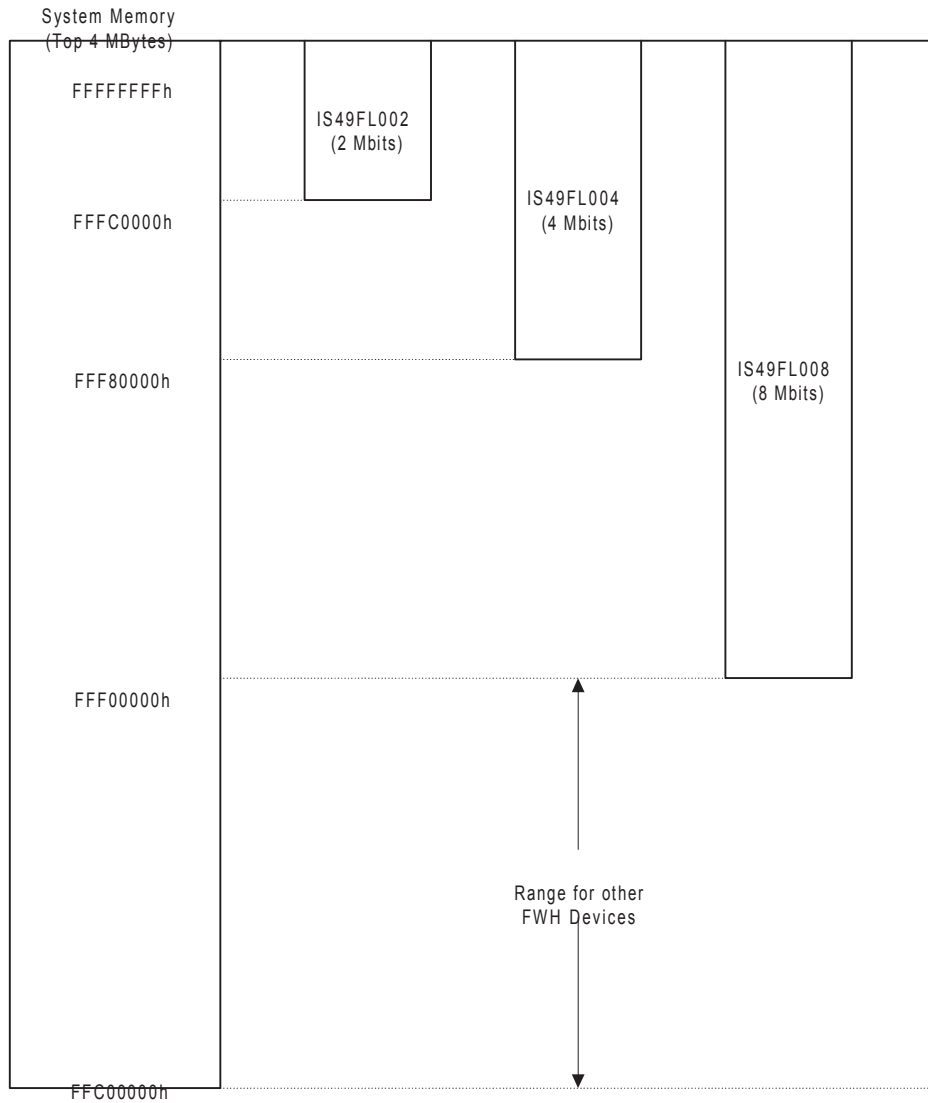 System Memory
(Top 4 MBytes)
FFFFFFFFh
IS49FL002
(2 Mbits)
IS49FL004
(4 Mbits)
FFFC0000h
IS49FL008
(8 Mbits)
FFF80000h
FFF00000h
Range for other
FWH Devices
FFC00000h